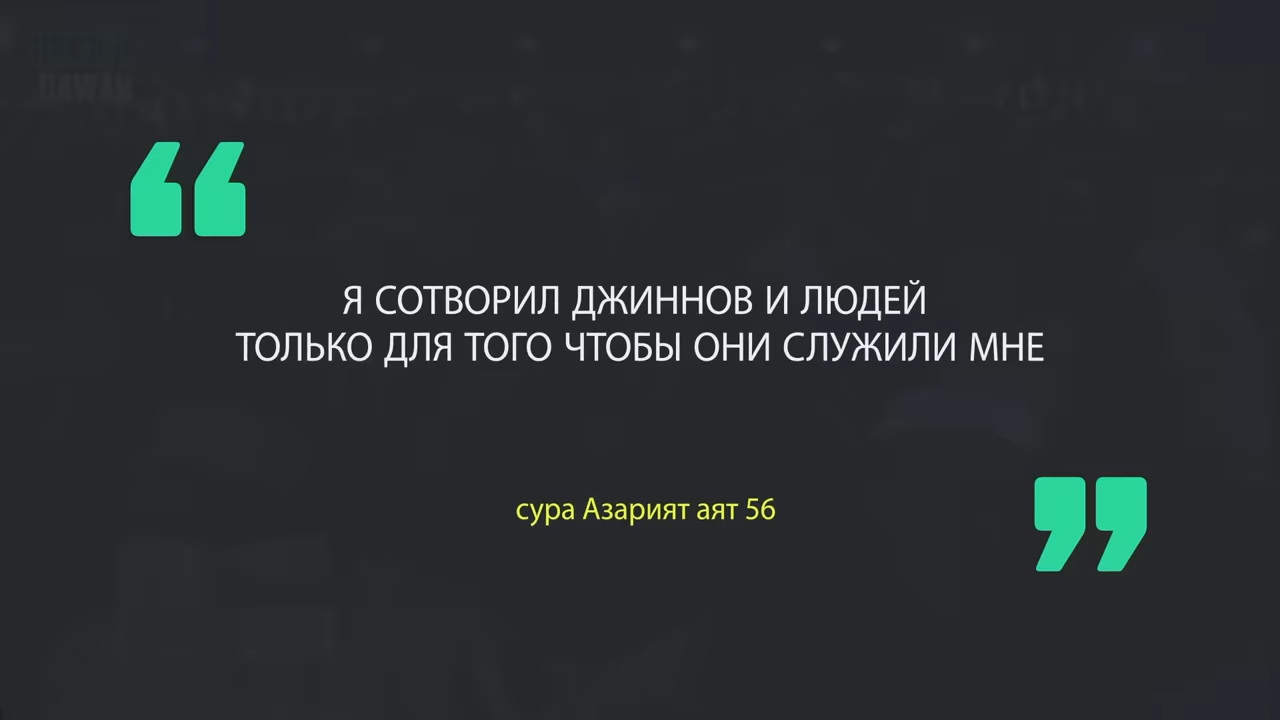 Я СОТВОРИЛ ДЖИННОВ И ЛЮДЕЙ
ТОЛЬКО ДЛЯ ТОГО ЧТОБЫ ОНИ СЛУЖИЛИ МНЕ
сура Азарият аят 56